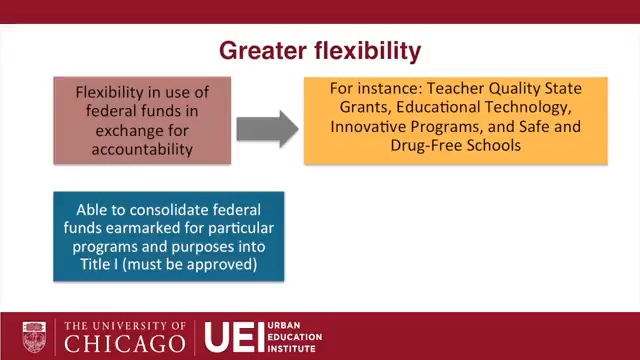 Greater flexibility
Flexibility in use of
federal funds in
exchange for
accountability
For instance: Teacher Quality State
Grants, Educational Technology,
Innovative Programs, and Safe and
Drug-Free Schools
Able to consolidate federal
funds earmarked for particular
programs and purposes into
Title I (must be approved)
THE UNIVERSITY OF
CHICAGO
UEI
URBAN
EDUCATION
INSTITUTE